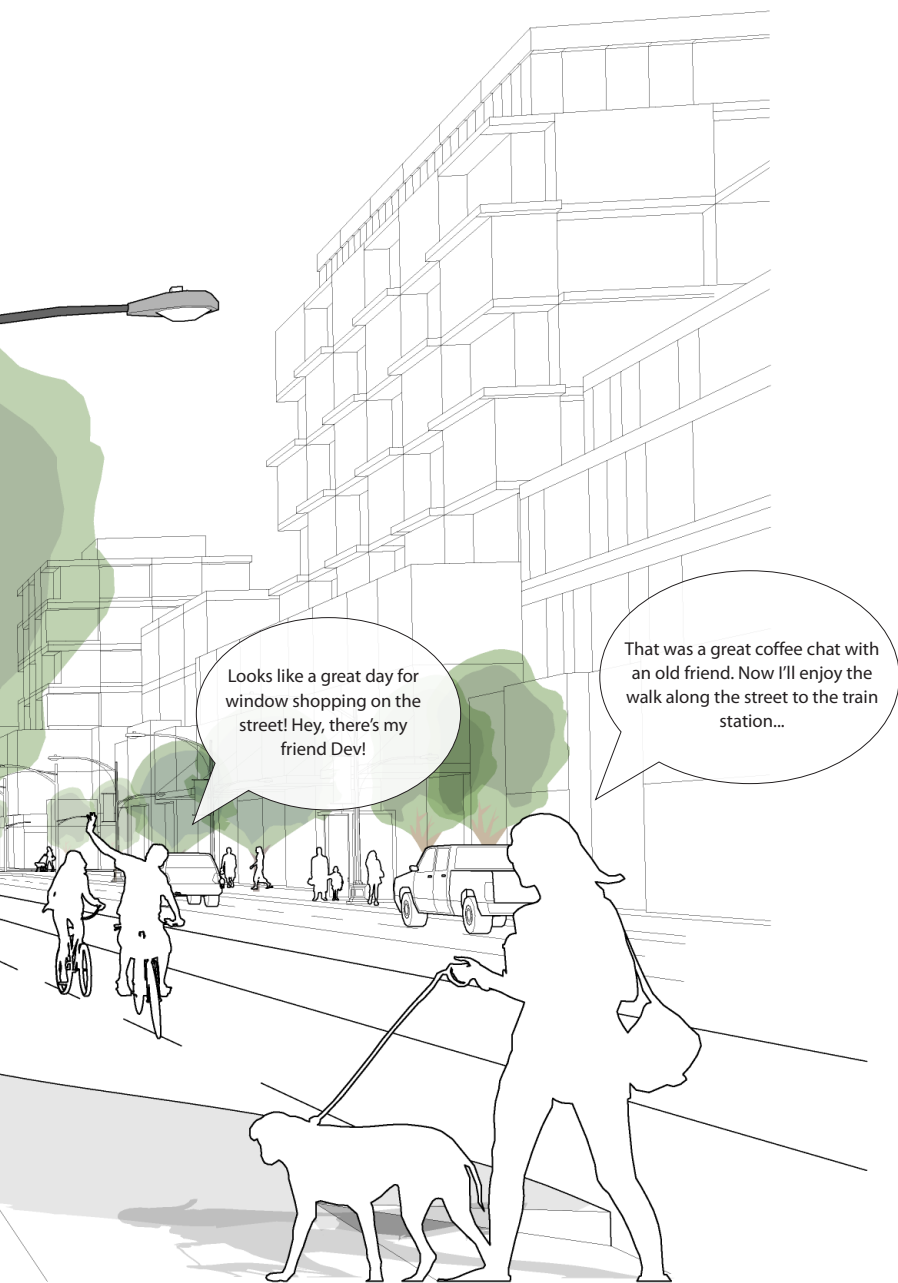 Looks like a great day for
window shopping on the
street! Hey, there’s my
friend Dev!
That was a great coffee chat with
an old friend. Now I’ll enjoy the
walk along the street to the train
station...